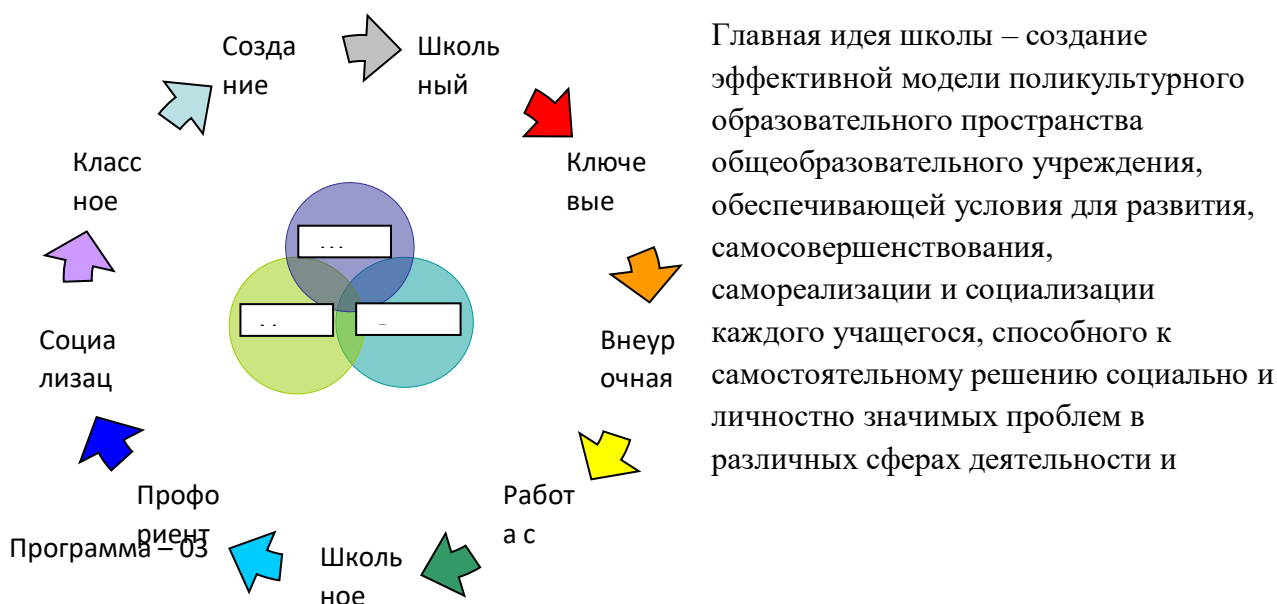 Созда
ние
Школь
ный
Ключе
вые
Внеур
очная
Работ
а с
Школь
ное
Профо
риент
Социа
лизац
Класс
ное
Программа – 03
Главная идея школы – создание
эффективной модели поликультурного
образовательного пространства
общеобразовательного учреждения,
обеспечивающей условия для развития,
самосовершенствования,
самореализации и социализации
каждого учащегося, способного к
самостоятельному решению социально и
личностно значимых проблем в
различных сферах деятельности и